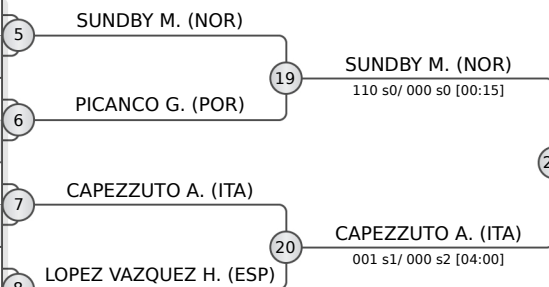 SUNDBY M. (NOR)
5
19
SUNDBY M. (NOR)
110 s0/ 000 s0 [00:15]
PICANCO G. (POR)
6
CAPEZZUTO A. (ITA)
7
20
CAPEZZUTO A. (ITA)
001 s1/ 000 s2 [04:00]
LOPEZ VAZQUEZ H. (ESP)